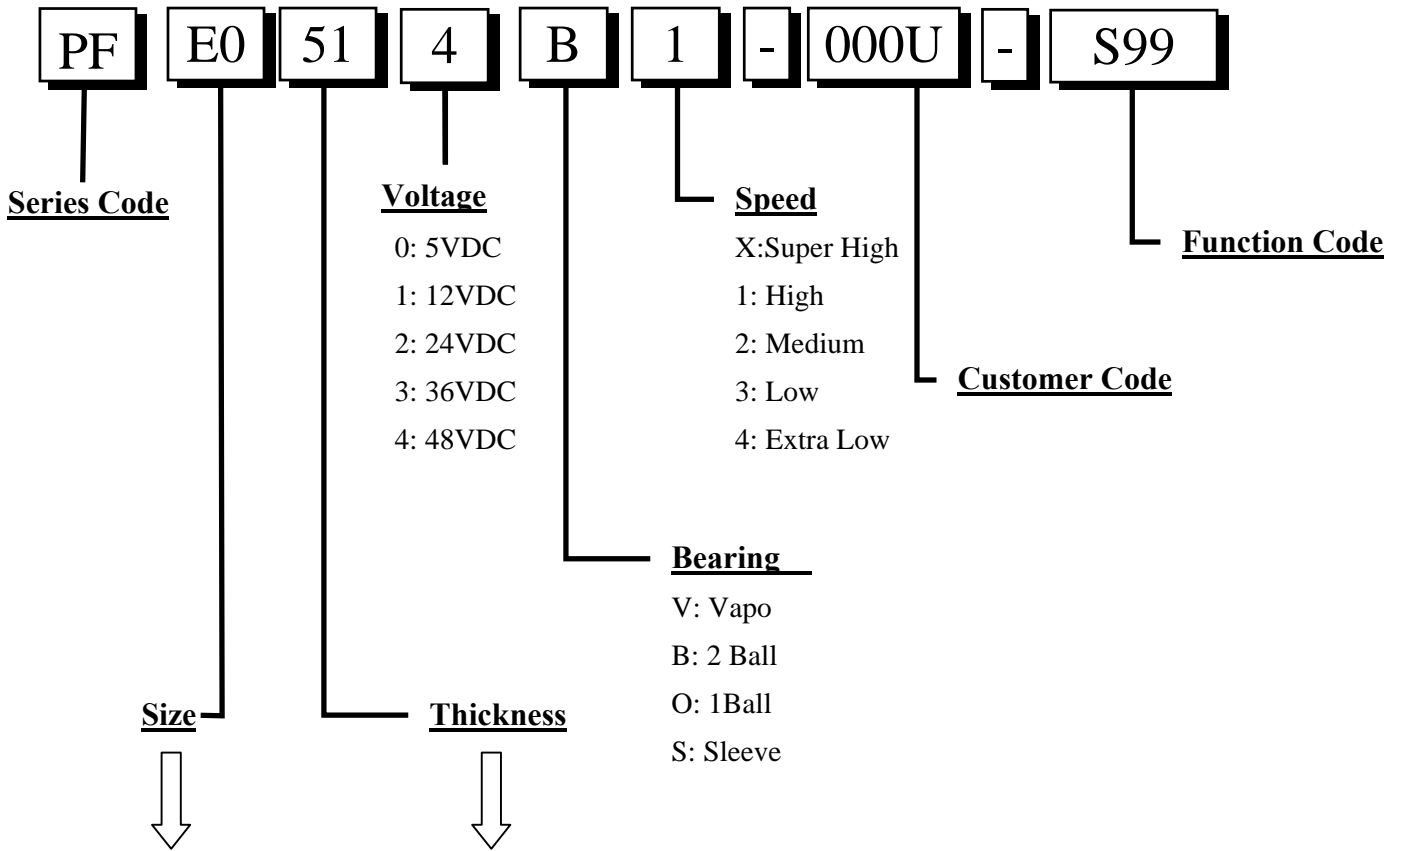 PF E0 51 4 B 1 - 000U - S99
Series Code
Voltage
0: 5VDC
1: 12VDC
2: 24VDC
3: 36VDC
4: 48VDC
Speed
X:Super High
1: High
2: Medium
3: Low
4: Extra Low
Function Code
Customer Code
Bearing
V: Vapo
B: 2 Ball
O: 1Ball
S: Sleeve
Size
Thickness